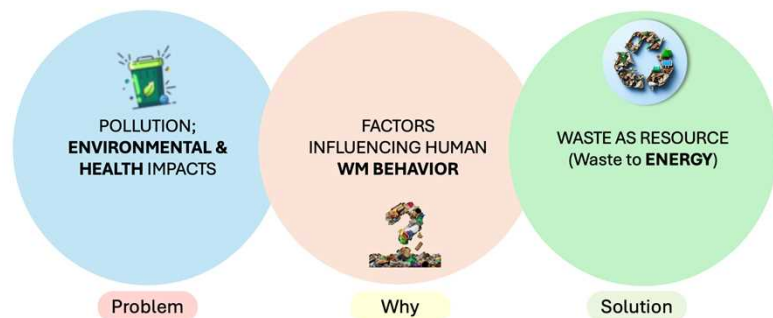 POLLUTION;
ENVIRONMENTAL &
HEALTH IMPACTS
FACTORS
INFLUENCING HUMAN
WM BEHAVIOR
WASTE AS RESOURCE
(Waste to ENERGY)
Problem
Why
Solution